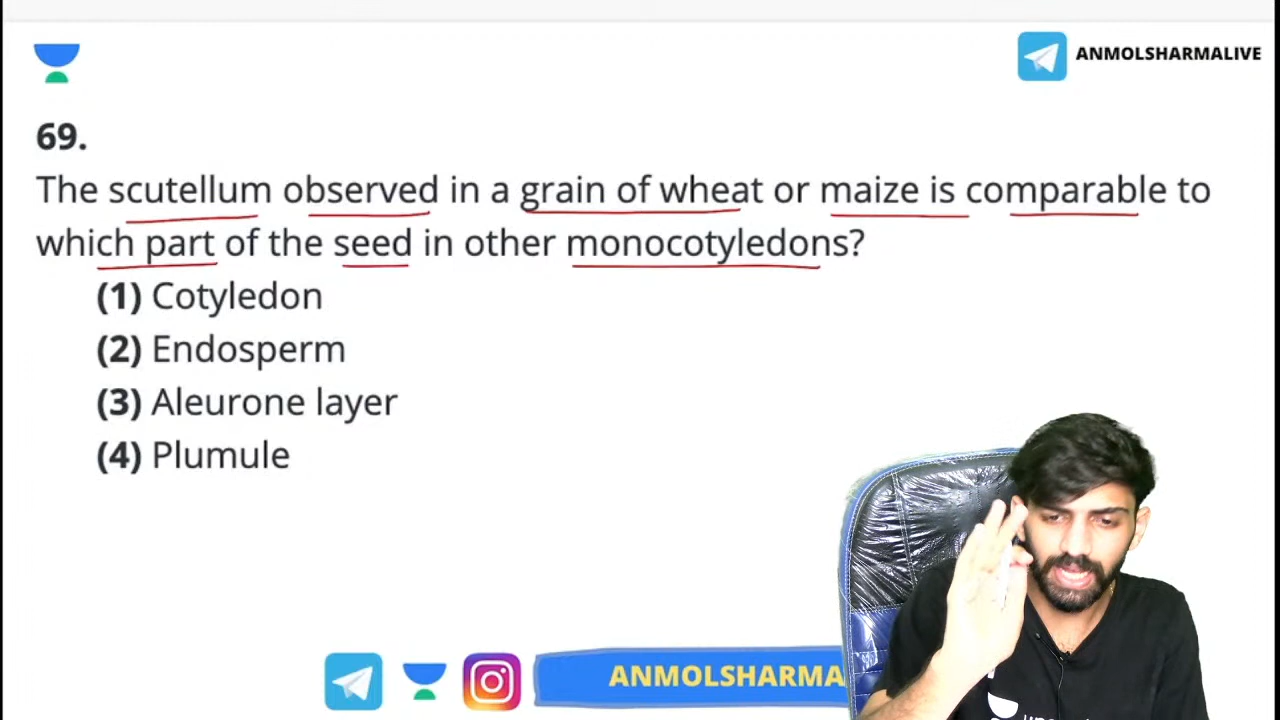 ANMOLSHARMALIVE
69.
The scutellum observed in a grain of wheat or maize is comparable to
which part of the seed in other monocotyledons?
(1) Cotyledon
(2) Endosperm
(3) Aleurone layer
(4) Plumule
ANMOLSHARMA